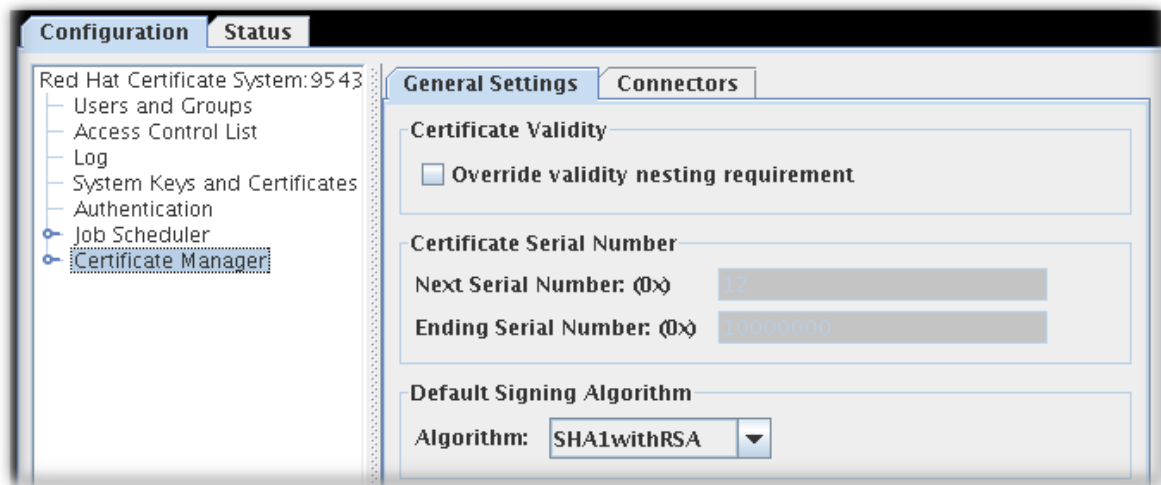 Configuration Status
Red Hat Certificate System:9543
Users and Groups
Access Control List
Log
System Keys and Certificates
Authentication
Job Scheduler
Certificate Manager
General Settings Connectors
Certificate Validity
Override validity nesting requirement
Certificate Serial Number
Next Serial Number: (0x) 12
Ending Serial Number: (0x) 10000000
Default Signing Algorithm
Algorithm: SHA1withRSA